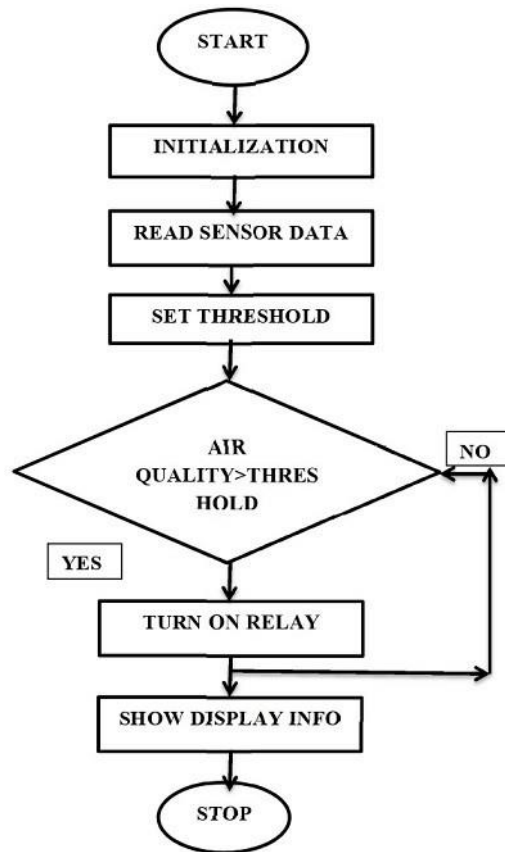 START
INITIALIZATION
READ SENSOR DATA
SET THRESHOLD
AIR
QUALITY>THRES
HOLD
NO
YES
TURN ON RELAY
SHOW DISPLAY INFO
STOP